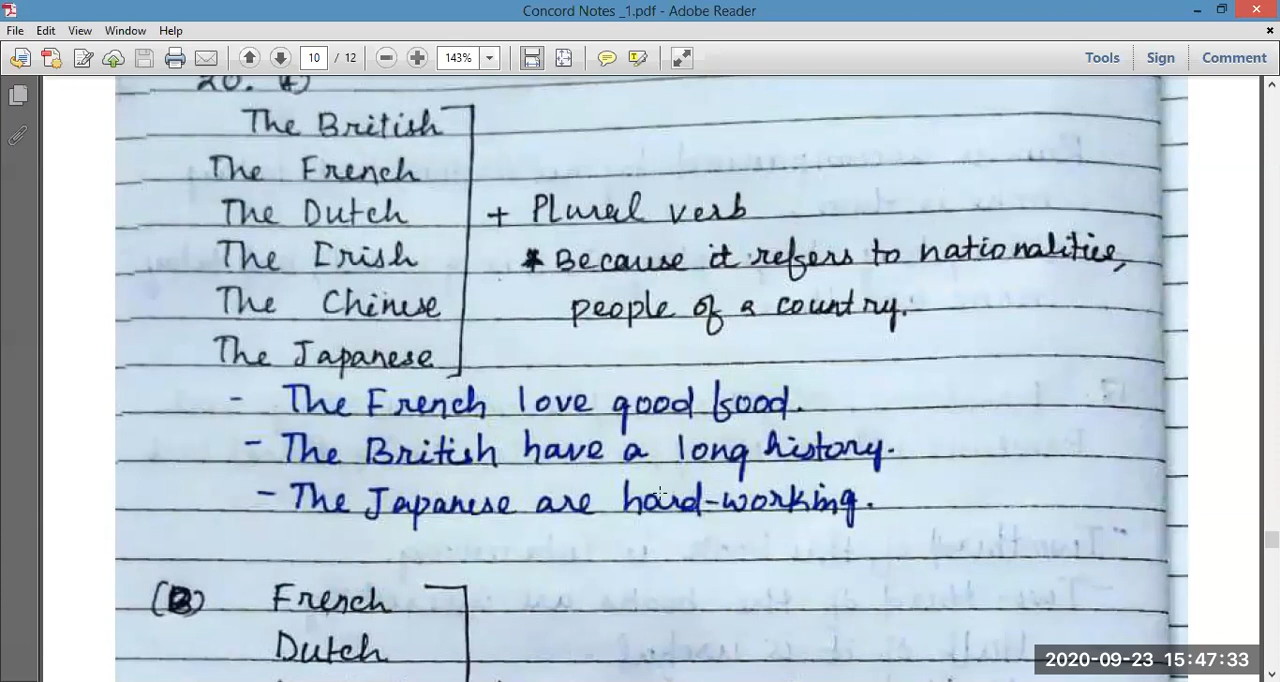 Concord Notes _1.pdf - Adobe Reader
File Edit View Window Help
10 / 12 143% Tools Sign Comment
20.
The British
The French
The Dutch + Plural verb
The Irish * Because it refers to nationalities,
The Chinese people of a country.
The Japanese
- The French love good food.
- The British have a long history.
- The Japanese are hard-working.
(B) French
Dutch
2020-09-23 15:47:33